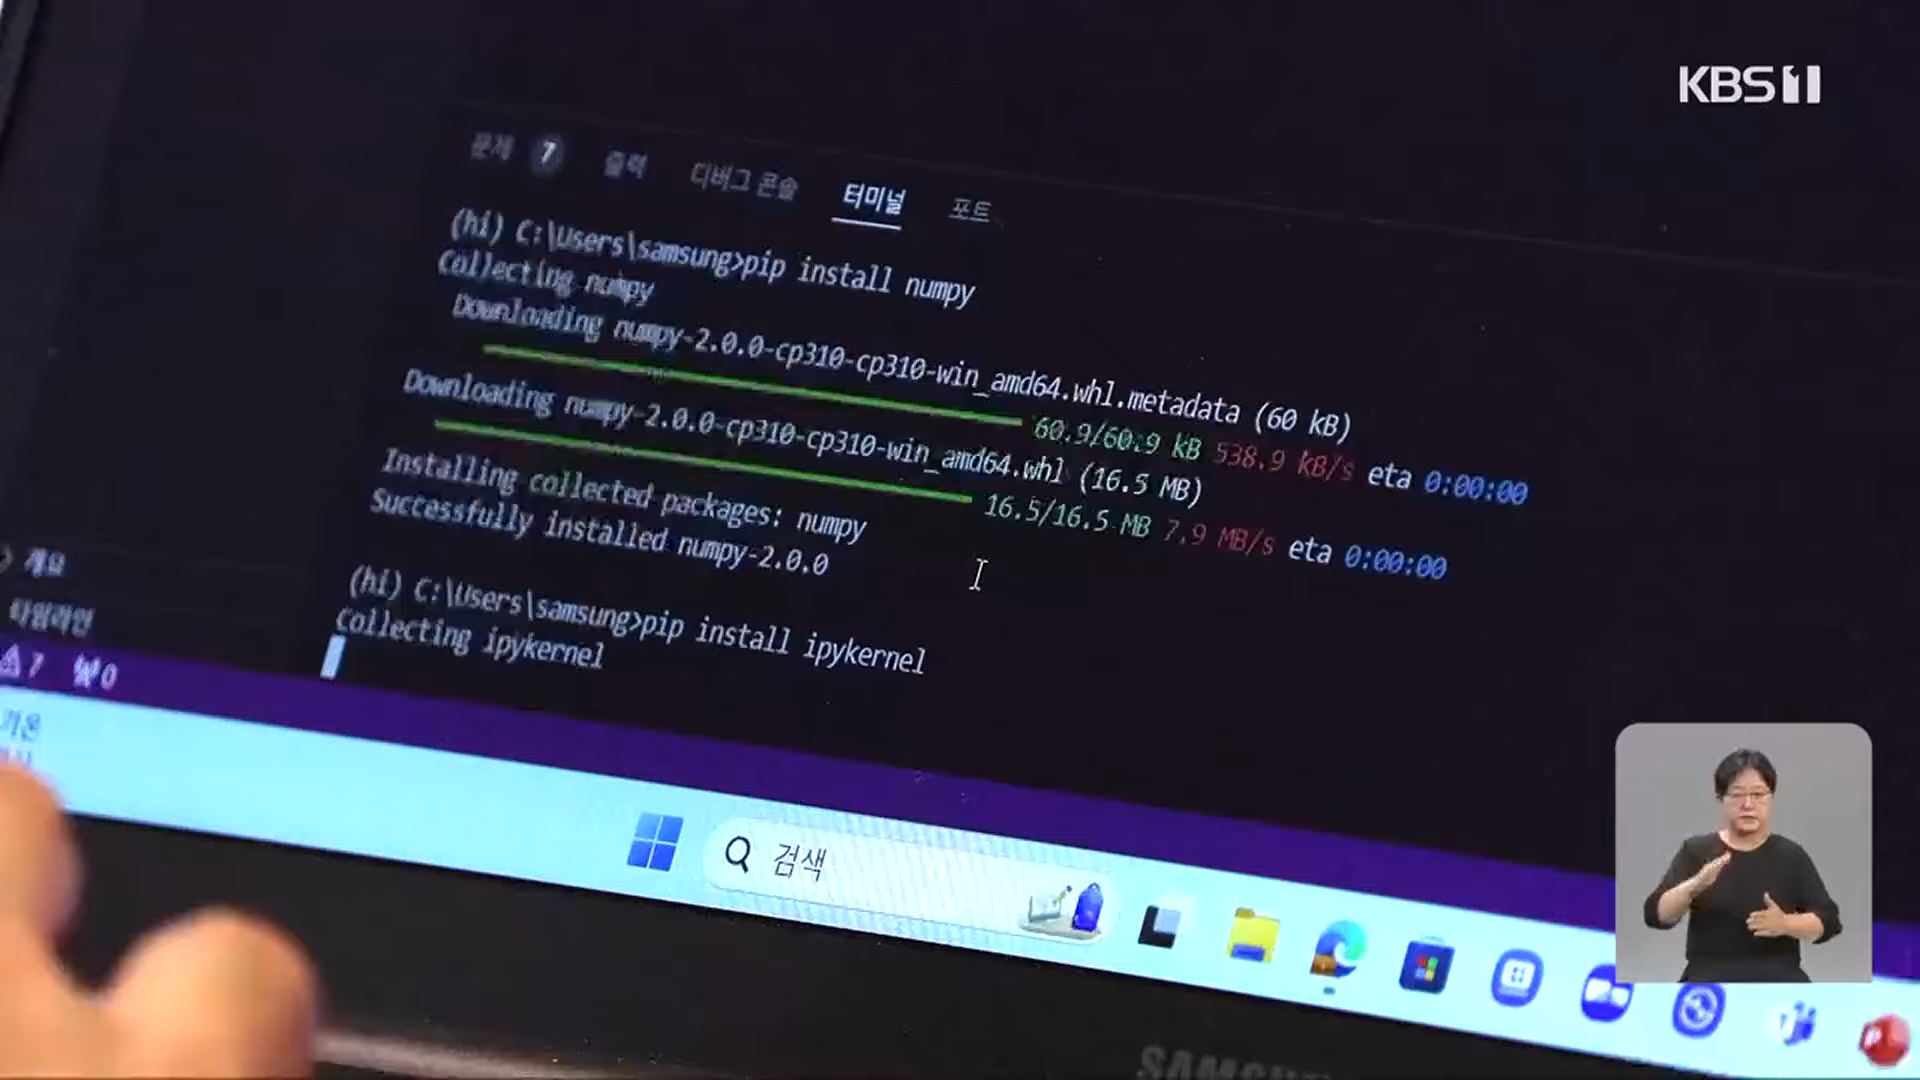 KBS 1
문제 7 출력 디버그 콘솔 터미널 포트
(hi) C:\Users\samsung>pip install numpy
Collecting numpy
Downloading numpy-2.0.0-cp310-cp310-win_amd64.whl.metadata (60 kB)
60.9/60.9 kB 538.9 kB/s eta 0:00:00
Downloading numpy-2.0.0-cp310-cp310-win_amd64.whl (16.5 MB)
16.5/16.5 MB 7.9 MB/s eta 0:00:00
Installing collected packages: numpy
Successfully installed numpy-2.0.0
(hi) C:\Users\samsung>pip install ipykernel
Collecting ipykernel
개요
타임라인
7 0
검색